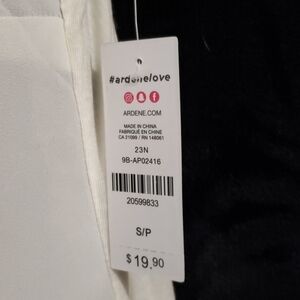 #ardenelove
ARDENE.COM
MADE IN CHINA
FABRIQUÉ EN CHINE
CA 21099 / RN 148061
23N
9B-AP02416
20599833
S/P
$19.90